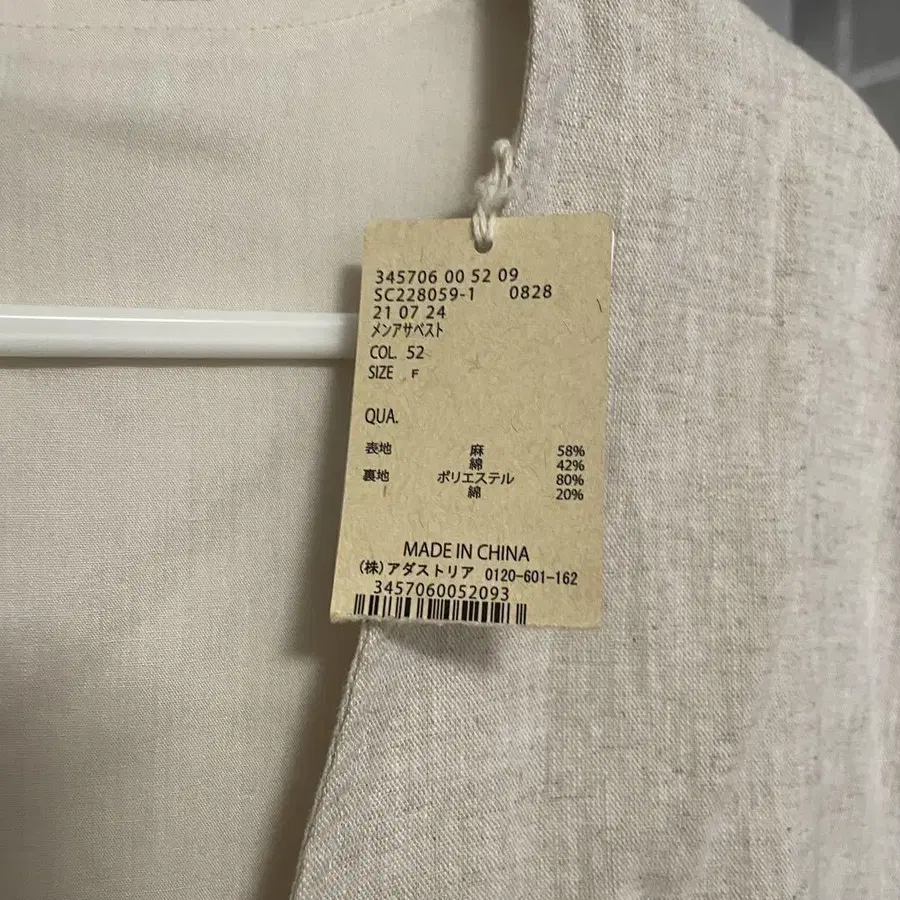 345706 00 52 09
SC228059-1 0828
21 07 24
メンアサベスト
COL. 52
SIZE F
QUA.
表地 麻 58%
綿 42%
裏地 ポリエステル 80%
綿 20%
MADE IN CHINA
(株)アダストリア 0120-601-162
3457060052093